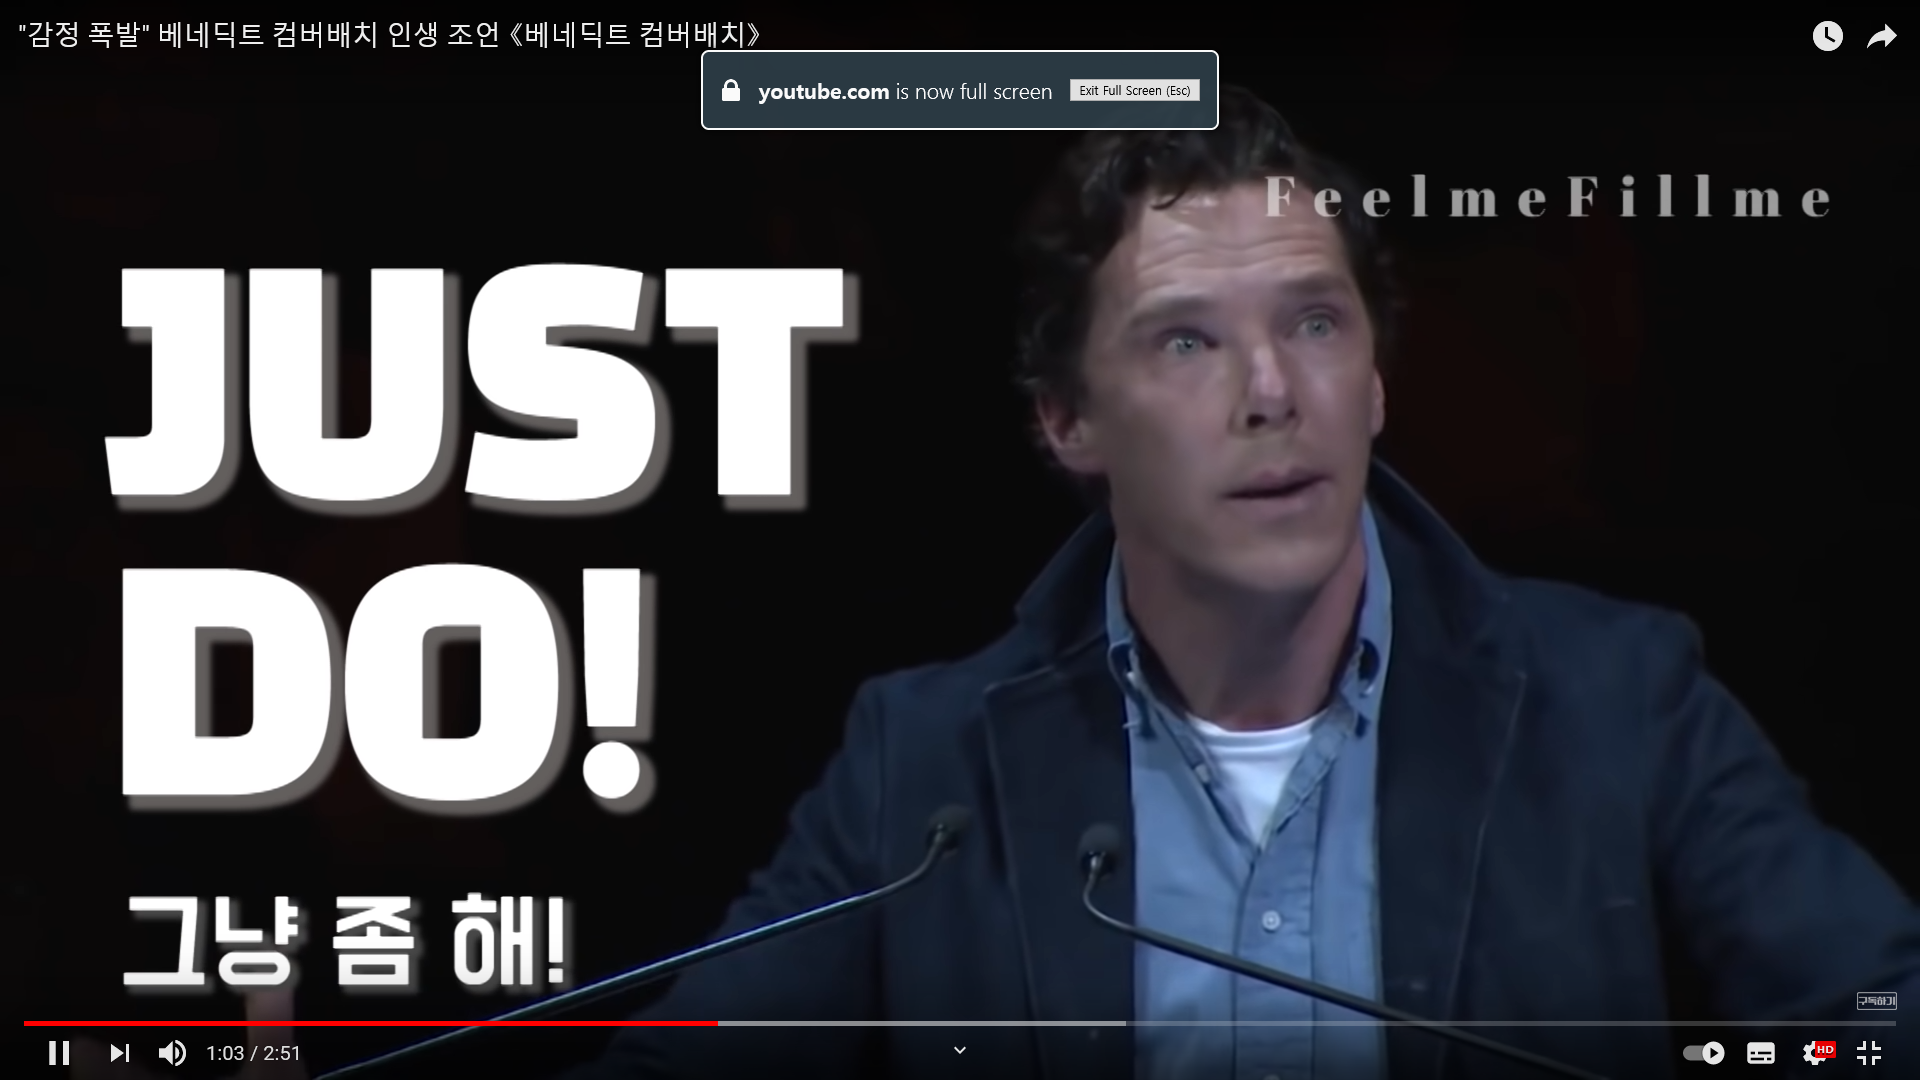 "감정 폭발" 베네딕트 컴버배치 인생 조언 《베네딕트 컴버배치》
youtube.com is now full screen Exit Full Screen (Esc)
FeelmeFillme
JUST
DO!
그냥 좀 해!
구독하기
1:03 / 2:51
HD